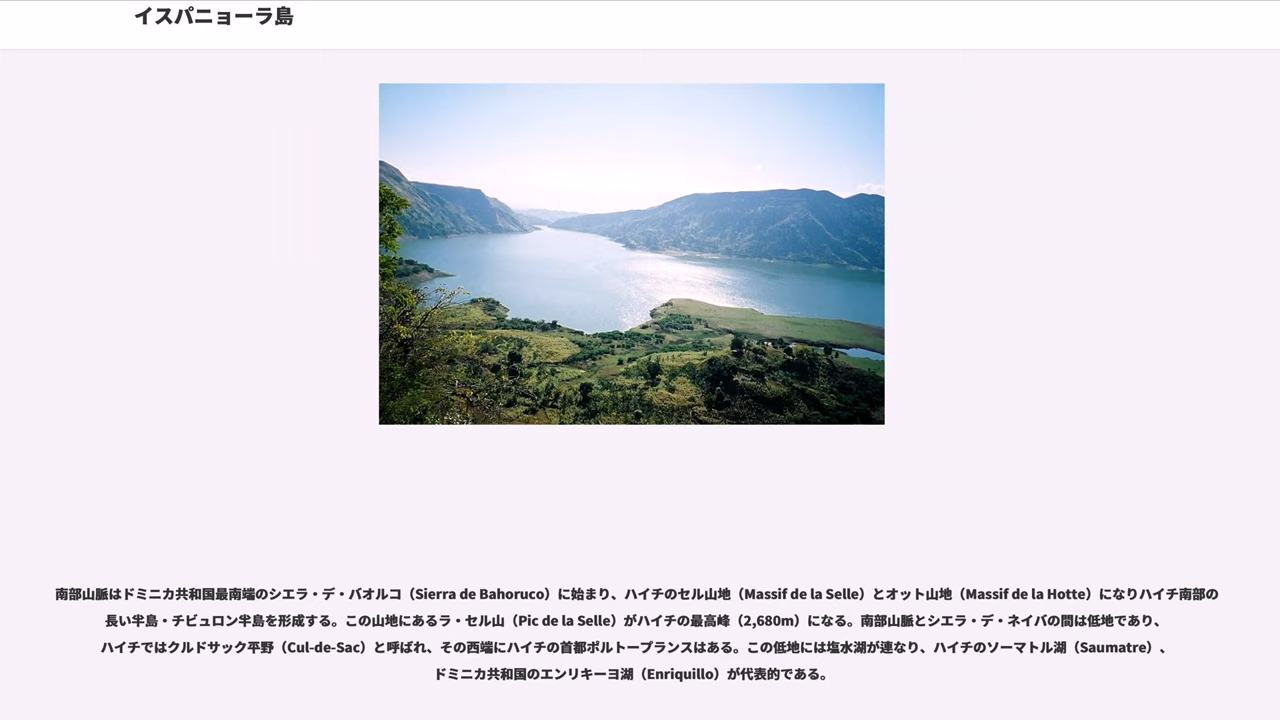 イスパニョーラ島
南部山脈はドミニカ共和国最南端のシエラ・デ・バオルコ（Sierra de Bahoruco）に始まり、ハイチのセル山地（Massif de la Selle）とオット山地（Massif de la Hotte）になりハイチ南部の
長い半島・チビュロン半島を形成する。この山地にあるラ・セル山（Pic de la Selle）がハイチの最高峰（2,680m）になる。南部山脈とシエラ・デ・ネイバの間は低地であり、
ハイチではクルドサック平野（Cul-de-Sac）と呼ばれ、その西端にハイチの首都ポルトープランスはある。この低地には塩水湖が連なり、ハイチのソーマトル湖（Saumatre）、
ドミニカ共和国のエンリキーヨ湖（Enriquillo）が代表的である。